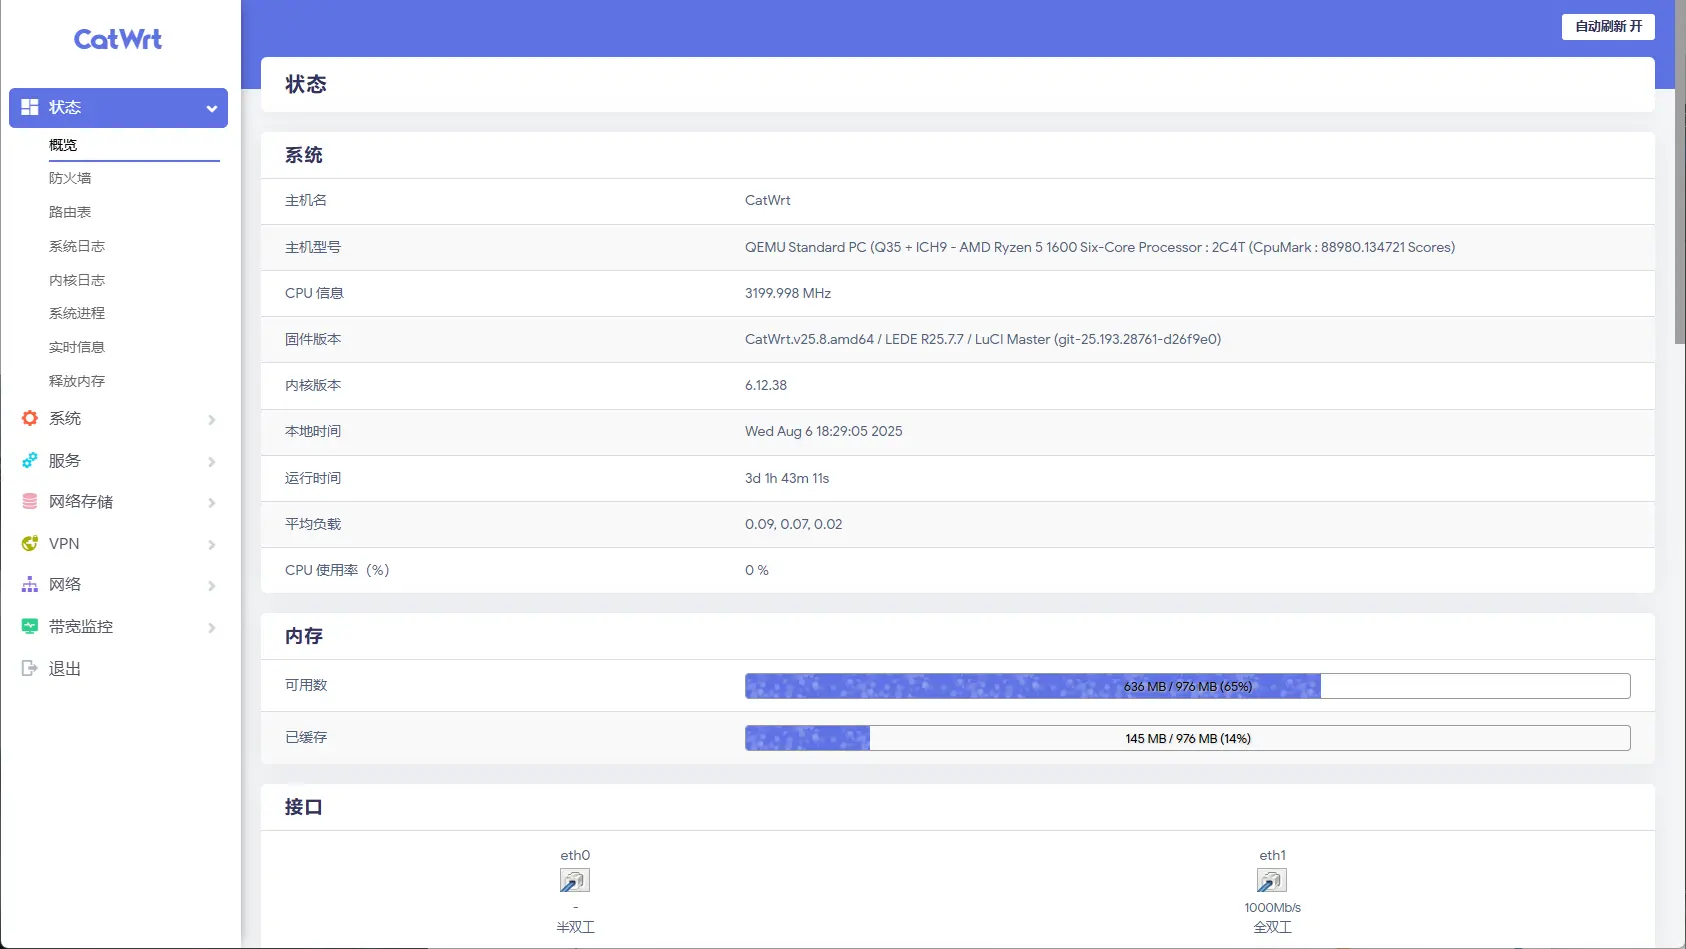 CatWrt
自动刷新 开
状态
概览
防火墙
路由表
系统日志
内核日志
系统进程
实时信息
释放内存
系统
服务
网络存储
VPN
网络
带宽监控
退出
状态
系统
主机名 CatWrt
主机型号 QEMU Standard PC (Q35 + ICH9 - AMD Ryzen 5 1600 Six-Core Processor : 2C4T (CpuMark : 88980.134721 Scores)
CPU 信息 3199.998 MHz
固件版本 CatWrt.v25.8.amd64 / LEDE R25.7.7 / LuCI Master (git-25.193.28761-d26f9e0)
内核版本 6.12.38
本地时间 Wed Aug 6 18:29:05 2025
运行时间 3d 1h 43m 11s
平均负载 0.09, 0.07, 0.02
CPU 使用率（%） 0 %
内存
可用数 636 MB / 976 MB (65%)
已缓存 145 MB / 976 MB (14%)
接口
eth0 eth1
- 1000Mb/s
半双工 全双工